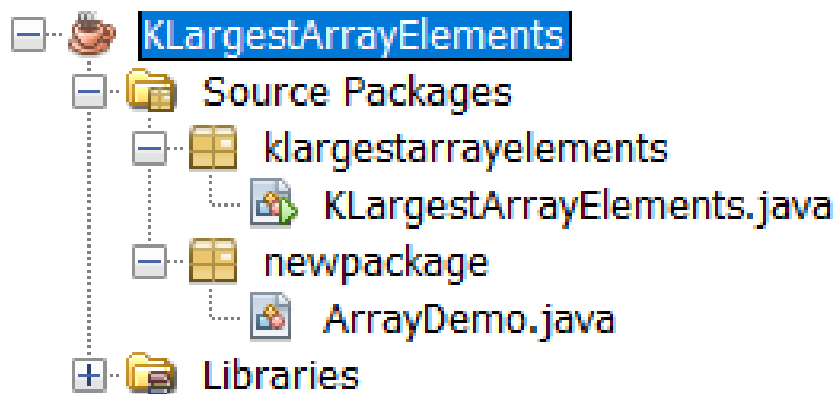 KLargestArrayElements
Source Packages
klargestarrayelements
KLargestArrayElements.java
newpackage
ArrayDemo.java
Libraries